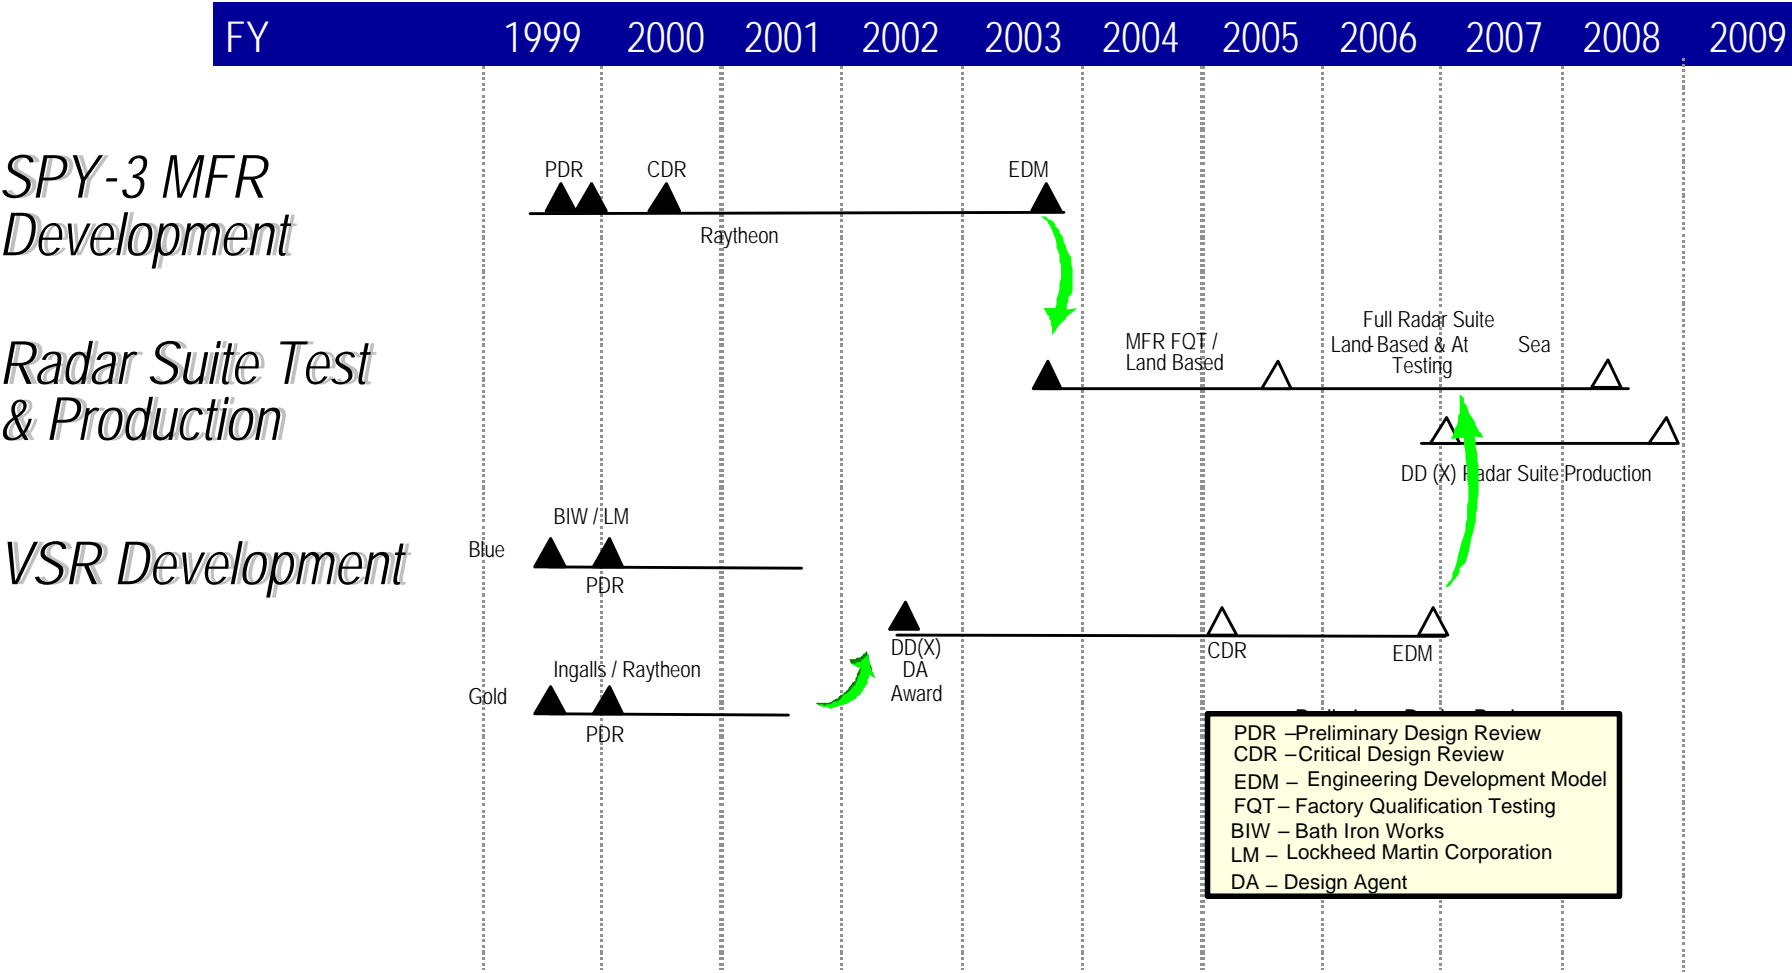 FY 1999 2000 2001 2002 2003 2004 2005 2006 2007 2008 2009
SPY-3 MFR
Development
PDR CDR EDM
Raytheon
Radar Suite Test
& Production
MFR FQT /
Land Based
Full Radar Suite
Land-Based & At Sea
Testing
DD (X) Radar Suite Production
VSR Development
Blue
BIW / LM
PDR
DD(X)
DA
Award
CDR
EDM
Gold
Ingalls / Raytheon
PDR
PDR –Preliminary Design Review
CDR –Critical Design Review
EDM – Engineering Development Model
FQT – Factory Qualification Testing
BIW – Bath Iron Works
LM – Lockheed Martin Corporation
DA – Design Agent